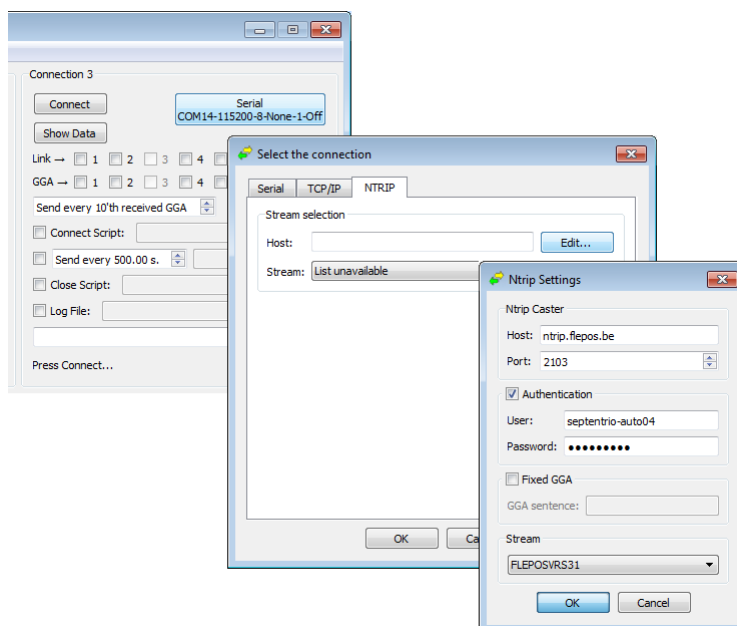 Connection 3
Connect
Serial
COM14-115200-8-None-1-Off
Show Data
Link → 1 2 3 4
GGA → 1 2 3 4
Send every 10'th received GGA
Connect Script:
Send every 500.00 s.
Close Script:
Log File:
Press Connect...
Select the connection
Serial TCP/IP NTRIP
Stream selection
Host: Edit...
Stream: List unavailable
OK Ca
Ntrip Settings
Ntrip Caster
Host: ntrip.flepos.be
Port: 2103
Authentication
User: septentrio-auto04
Password: ●●●●●●●●●
Fixed GGA
GGA sentence:
Stream
FLEPOSVRS31
OK Cancel